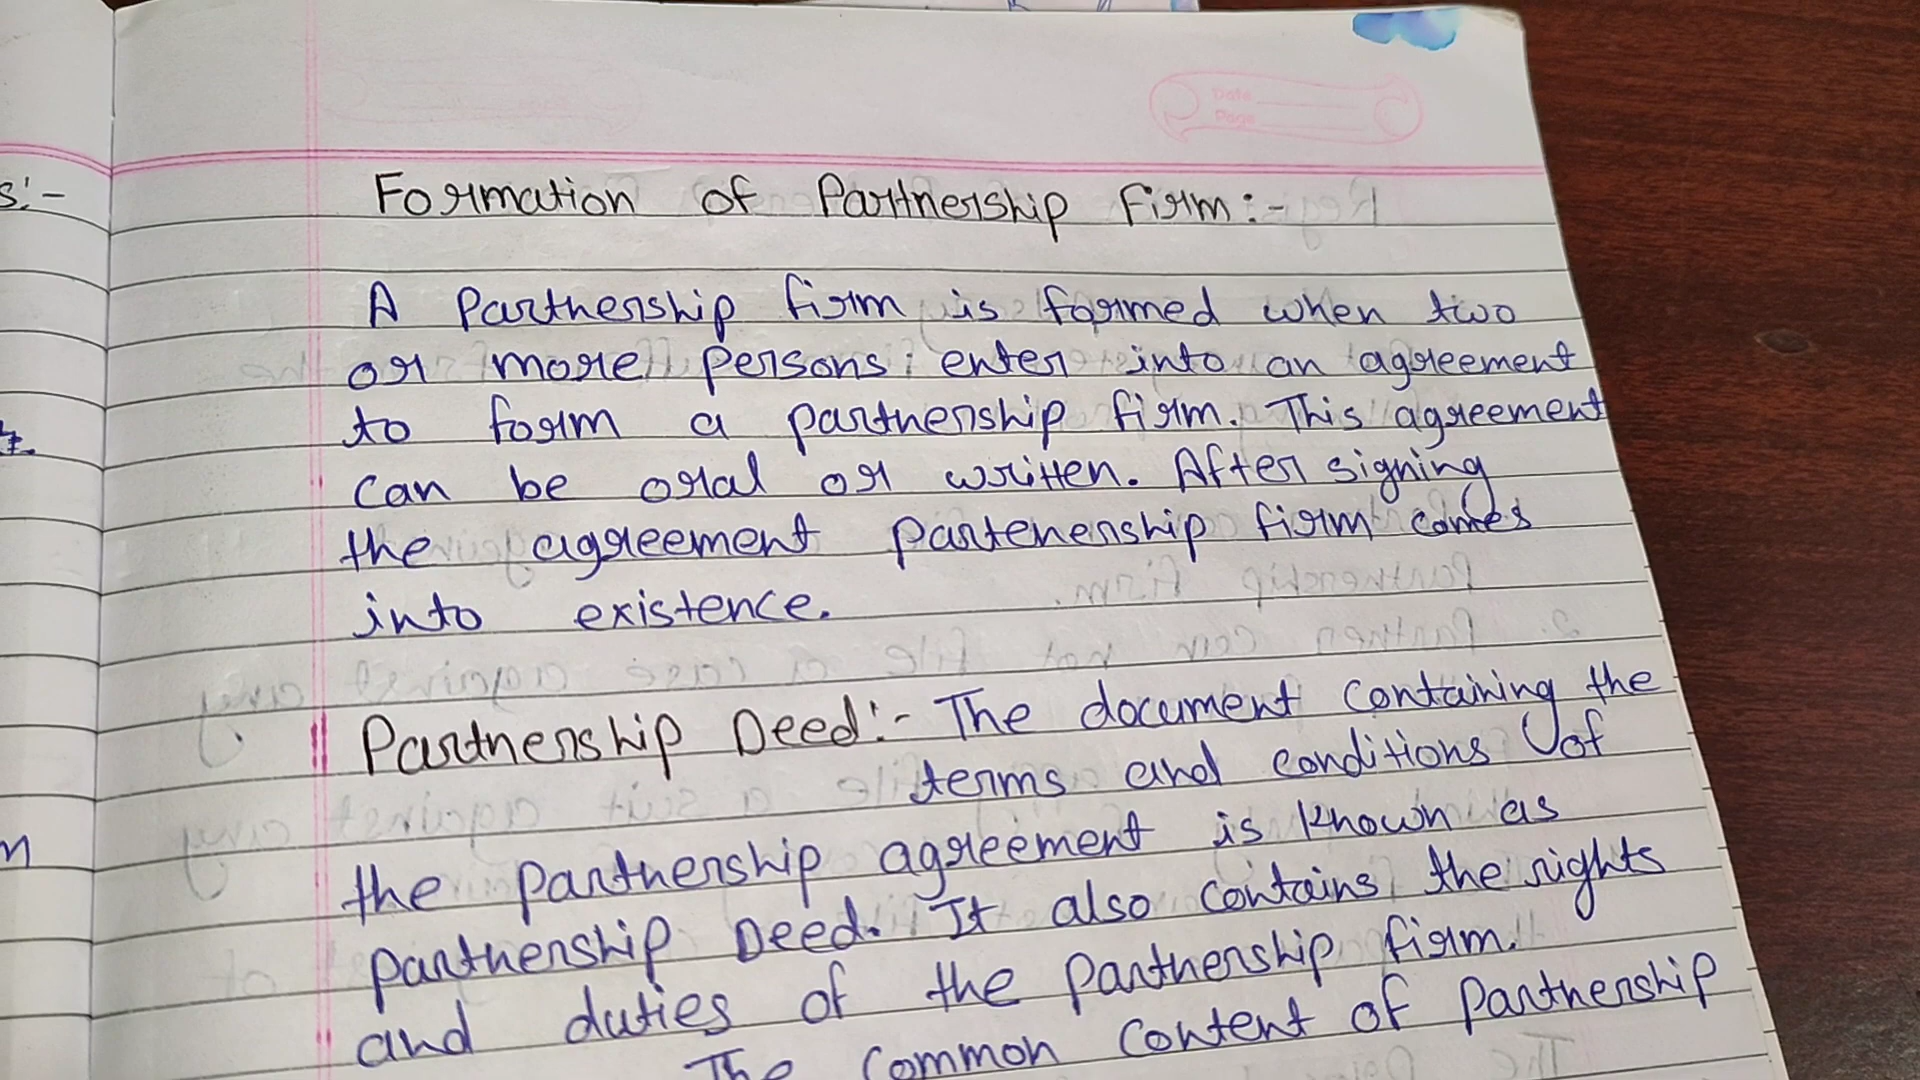 Date
Page
s:-
Formation of Partnership Firm:-
A Partnership firm is formed when two
or more persons enter into an agreement
to form a partnership firm. This agreement
can be oral or written. After signing
the agreement partenership firm comes
into existence.
Partnership Deed:- The document containing the
terms and conditions of
the partnership agreement is known as
partnership Deed. It also contains the rights
and duties of the partnership firm.
The common content of partnership